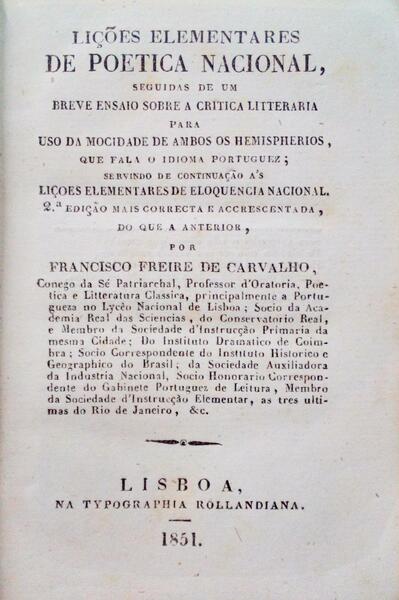 LIÇÕES ELEMENTARES
DE POETICA NACIONAL,
SEGUIDAS DE UM
BREVE ENSAIO SOBRE A CRITICA LITTERARIA
PARA
USO DA MOCIDADE DE AMBOS OS HEMISPHERIOS,
QUE FALA O IDIOMA PORTUGUEZ;
SERVINDO DE CONTINUAÇÃO A'S
LIÇOES ELEMENTARES DE ELOQUENCIA NACIONAL.
2.ª EDIÇÃO MAIS CORRECTA E ACCRESCENTADA,
DO QUE A ANTERIOR,
POR
FRANCISCO FREIRE DE CARVALHO,
Conego da Sé Patriarchal, Professor d'Oratoria, Poe-
tica e Litteratura Classica, principalmente a Portu-
gueza no Lycêo Nacional de Lisboa; Socio da Aca-
demia Real das Sciencias, do Conservatorio Real,
e Membro da Sociedade d'Instrucção Primaria da
mesma Cidade; Do Instituto Dramatico de Coim-
bra; Socio Correspondente do Instituto Historico e
Geographico do Brasil; da Sociedade Auxiliadora
da Industria Nacional, Socio Honorario Correspon-
dente do Gabinete Portuguez de Leitura, Membro
da Sociedade d'Instrucção Elementar, as tres ulti-
mas do Rio de Janeiro, &c.
LISBOA,
NA TYPOGRAPHIA ROLLANDIANA.
1851.